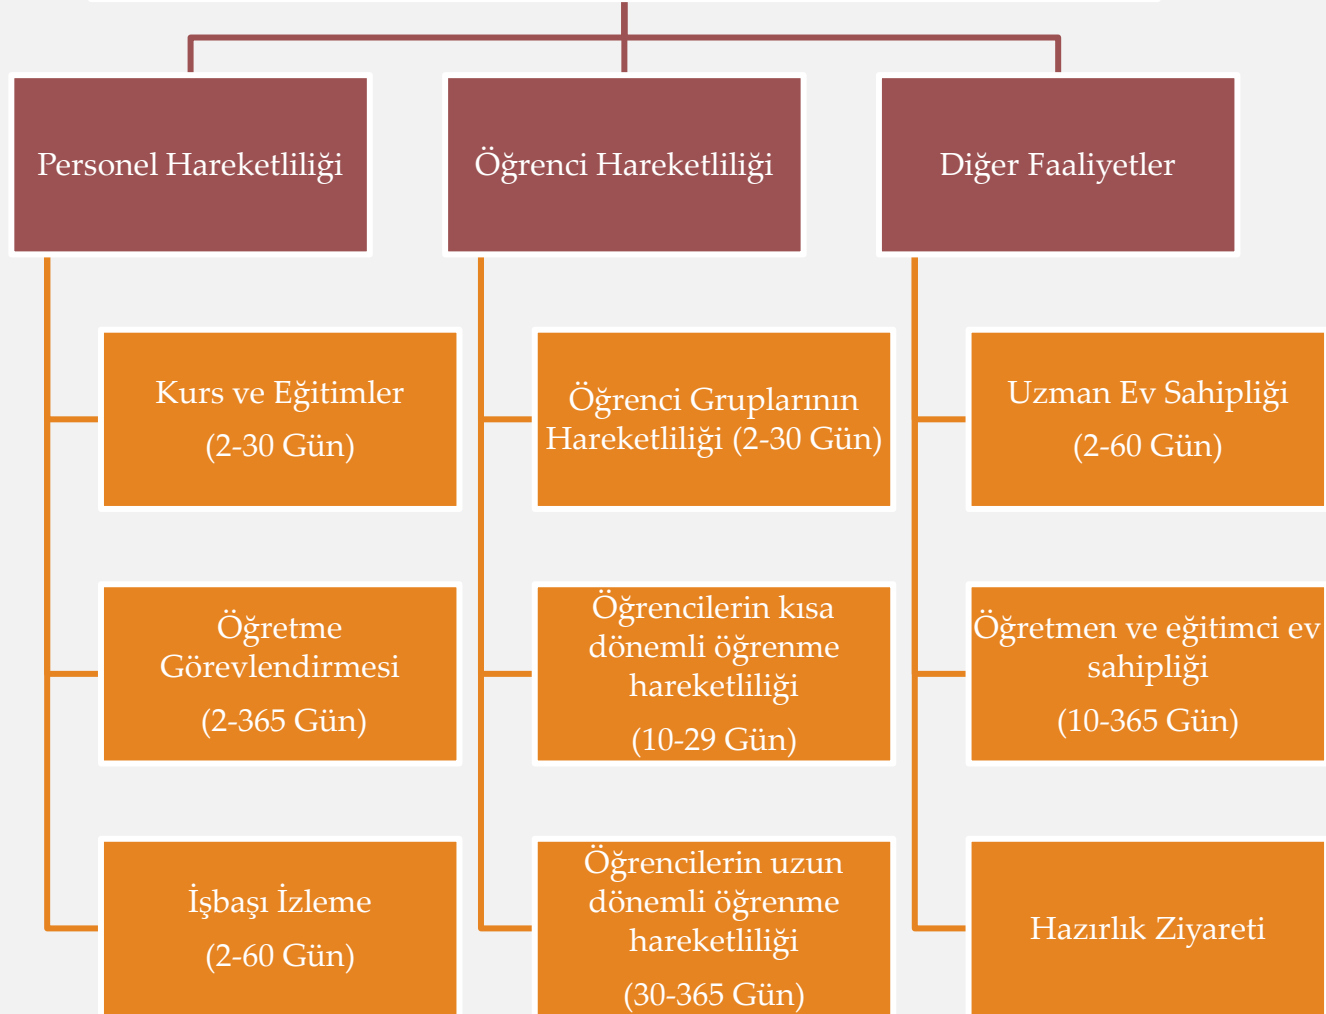 Personel Hareketliliği
Öğrenci Hareketliliği
Diğer Faaliyetler
Kurs ve Eğitimler
(2-30 Gün)
Öğretme
Görevlendirmesi
(2-365 Gün)
İşbaşı İzleme
(2-60 Gün)
Öğrenci Gruplarının
Hareketliliği (2-30 Gün)
Öğrencilerin kısa
dönemli öğrenme
hareketliliği
(10-29 Gün)
Öğrencilerin uzun
dönemli öğrenme
hareketliliği
(30-365 Gün)
Uzman Ev Sahipliği
(2-60 Gün)
Öğretmen ve eğitimci ev
sahipliği
(10-365 Gün)
Hazırlık Ziyareti